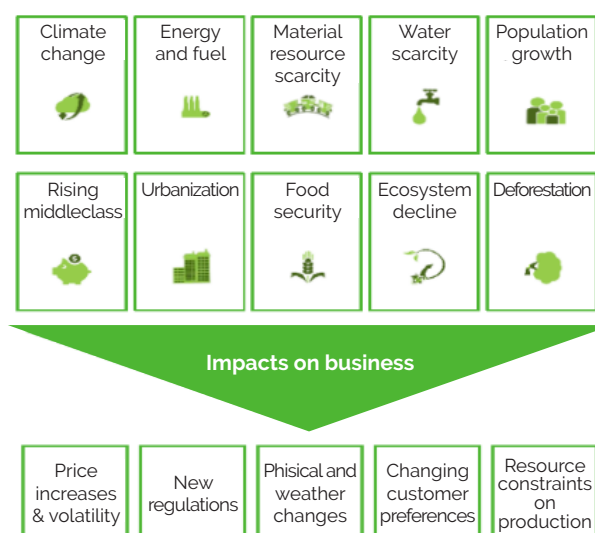 Climate
change
Energy
and fuel
Material
resource
scarcity
Water
scarcity
Population
growth
Rising
middleclass
Urbanization
Food
security
Ecosystem
decline
Deforestation
Impacts on business
Price
increases
& volatility
New
regulations
Phisical and
weather
changes
Changing
customer
preferences
Resource
constraints
on
production